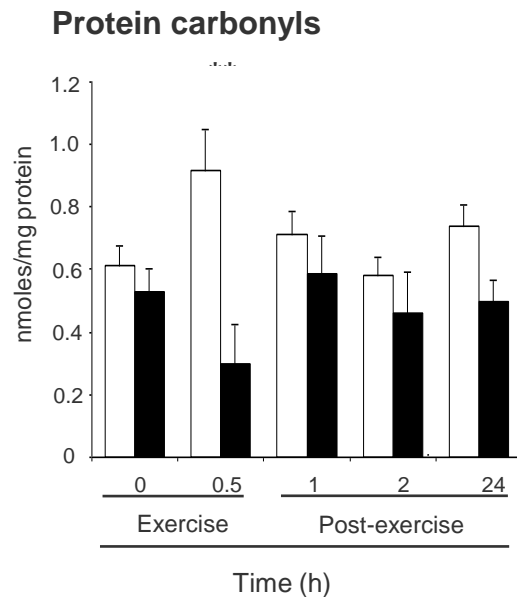 Protein carbonyls
1.2
1.0
0.8
0.6
0.4
0.2
0
nmoles/mg protein
0 0.5 1 2 24
Exercise Post-exercise
Time (h)